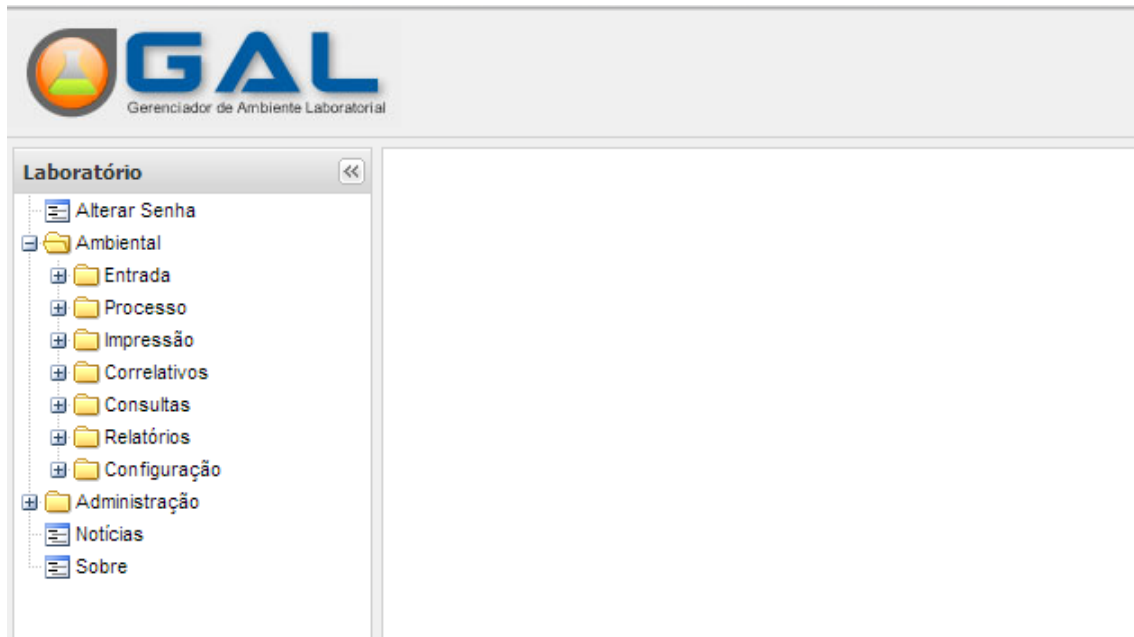 GAL
Gerenciador de Ambiente Laboratorial
Laboratório
Alterar Senha
Ambiental
Entrada
Processo
Impressão
Correlativos
Consultas
Relatórios
Configuração
Administração
Notícias
Sobre